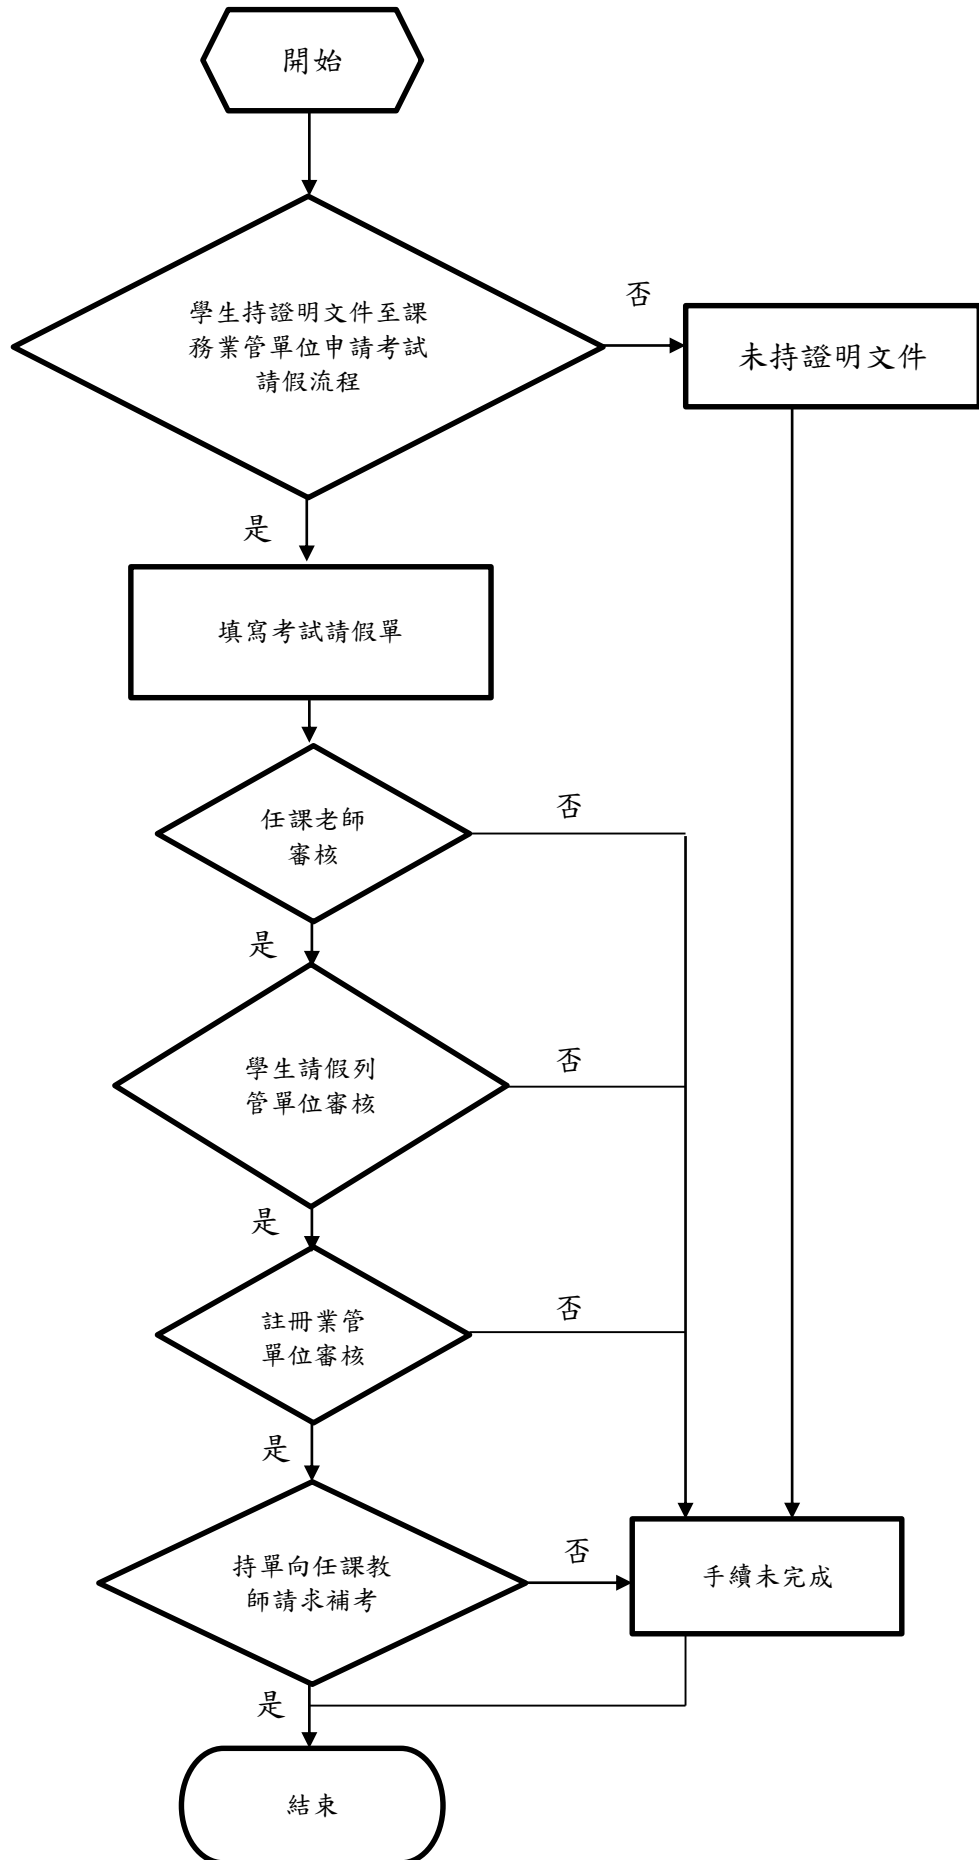 開始
學生持證明文件至課
務業管單位申請考試
請假流程
否
未持證明文件
是
填寫考試請假單
任課老師
審核
否
是
學生請假列
管單位審核
否
是
註冊業管
單位審核
否
是
持單向任課教
師請求補考
否
手續未完成
是
結束